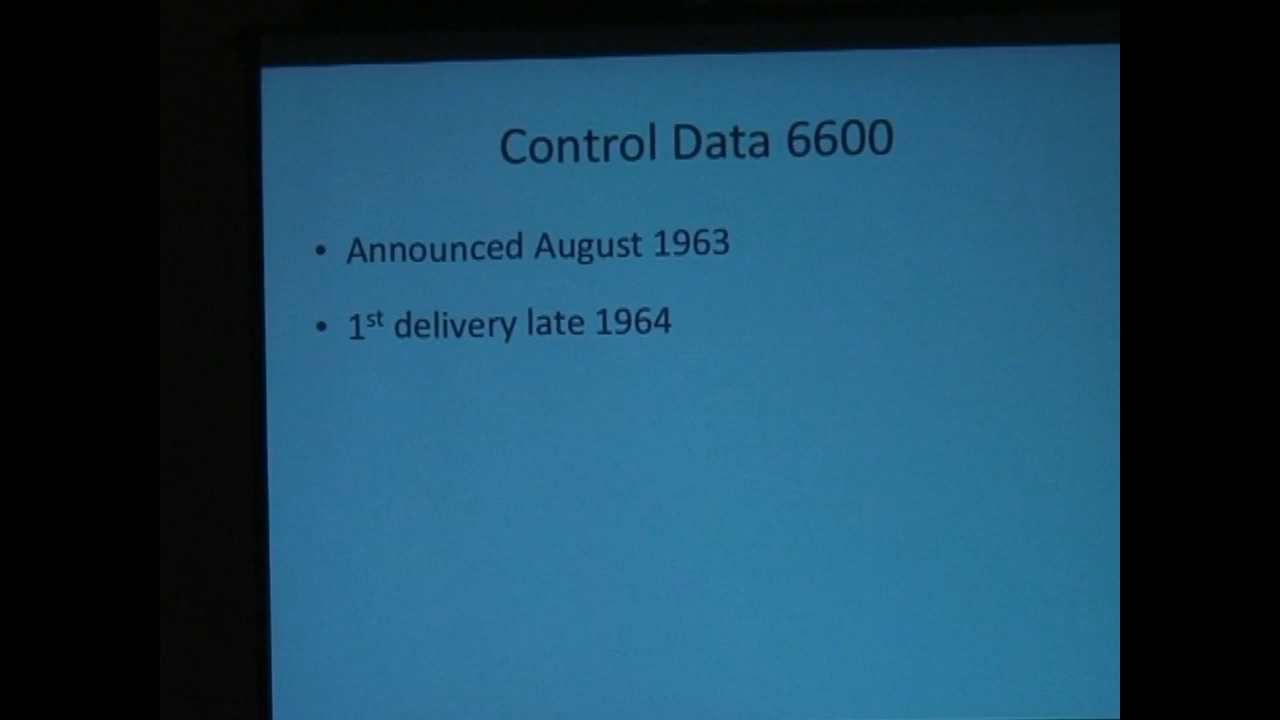 Control Data 6600
• Announced August 1963
• 1st delivery late 1964